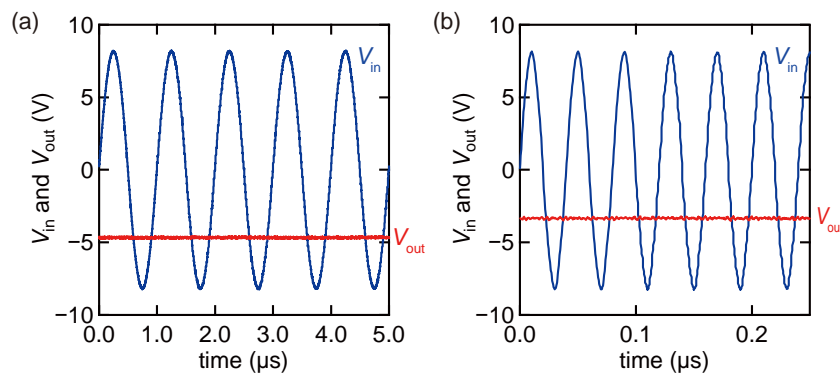 (a)
V_in and V_out (V)
10
5
0
−5
−10
V_in
V_out
0.0 1.0 2.0 3.0 4.0 5.0
time (µs)
(b)
V_in and V_out (V)
10
5
0
−5
−10
V_in
V_ou
0.0 0.1 0.2
time (µs)